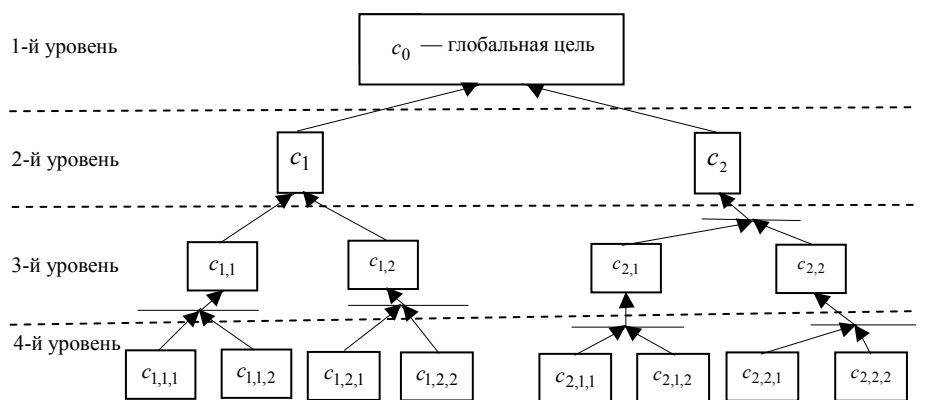 1-й уровень
c0 — глобальная цель
2-й уровень
c1
c2
3-й уровень
c1,1
c1,2
c2,1
c2,2
4-й уровень
c1,1,1
c1,1,2
c1,2,1
c1,2,2
c2,1,1
c2,1,2
c2,2,1
c2,2,2